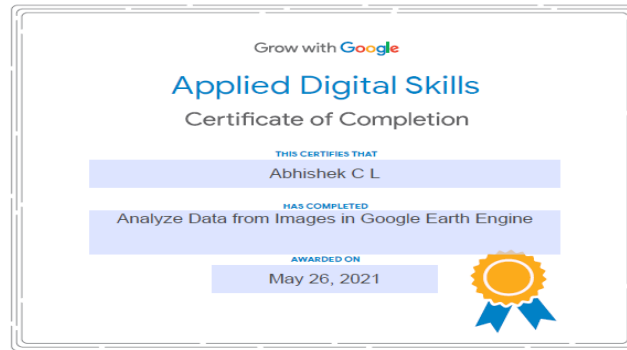 Grow with Google
Applied Digital Skills
Certificate of Completion
THIS CERTIFIES THAT
Abhishek C L
HAS COMPLETED
Analyze Data from Images in Google Earth Engine
AWARDED ON
May 26, 2021